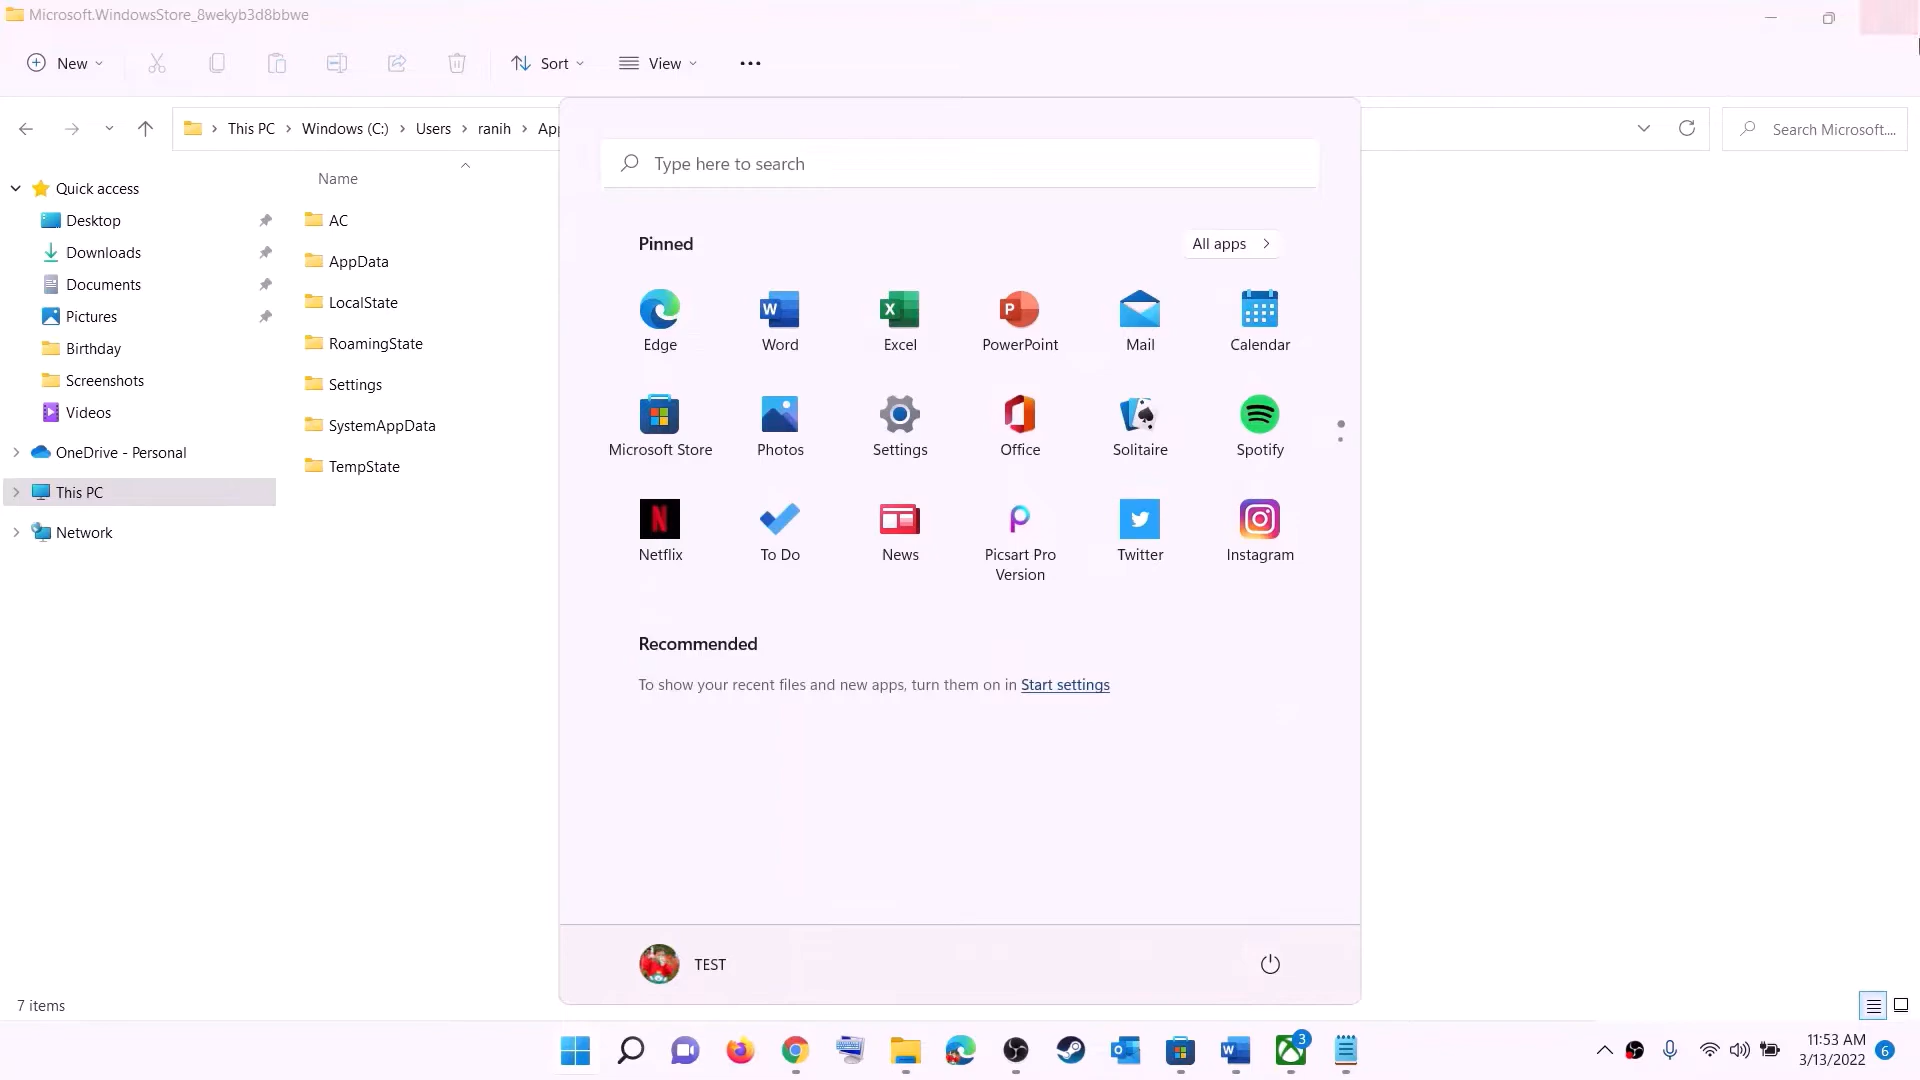 Microsoft.WindowsStore_8wekyb3d8bbwe
New
Sort
View
This PC
Windows (C:)
Users
ranih
App
Search Microsoft....
Type here to search
Quick access
Desktop
Downloads
Documents
Pictures
Birthday
Screenshots
Videos
OneDrive - Personal
This PC
Network
Name
AC
AppData
LocalState
RoamingState
Settings
SystemAppData
TempState
Pinned
All apps
Edge
Word
Excel
PowerPoint
Mail
Calendar
Microsoft Store
Photos
Settings
Office
Solitaire
Spotify
Netflix
To Do
News
Picsart Pro
Version
Twitter
Instagram
Recommended
To show your recent files and new apps, turn them on in Start settings
TEST
7 items
3
11:53 AM
3/13/2022
6